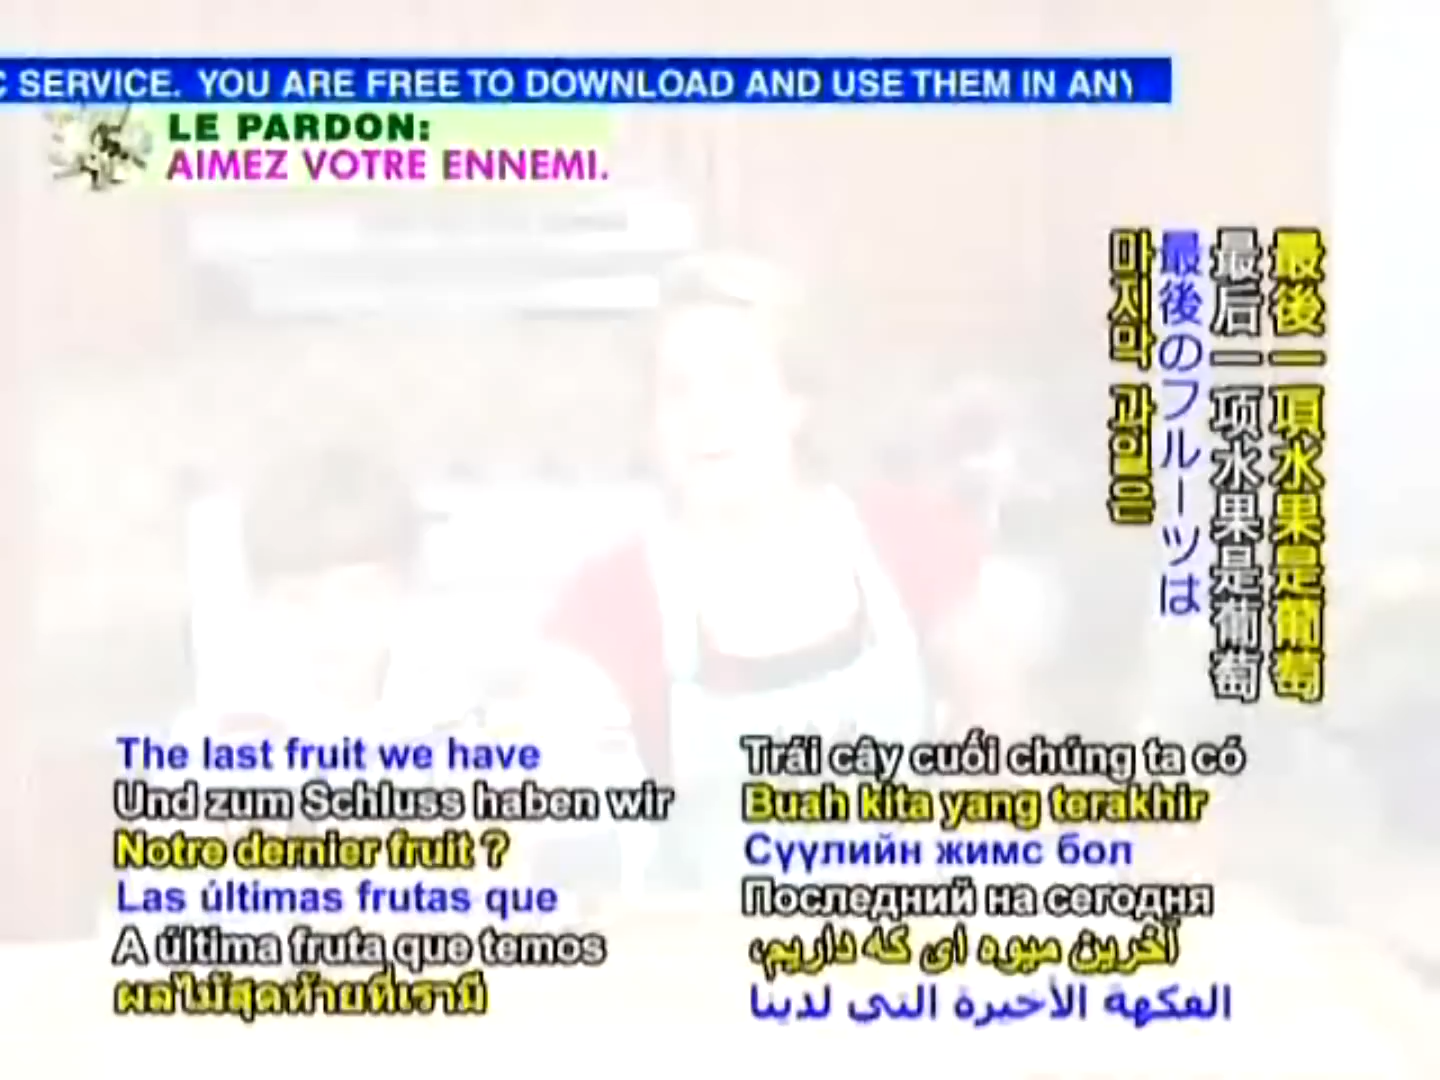 SERVICE. YOU ARE FREE TO DOWNLOAD AND USE THEM IN
LE PARDON:
AIMEZ VOTRE ENNEMI.
最後一項水果是葡萄
最后一项水果是葡萄
最後のフルーツは
마지막 과일은
The last fruit we have
Und zum Schluss haben wir
Notre dernier fruit ?
Las últimas frutas que
A última fruta que temos
ผลไม้สุดท้ายที่เรามี
Trái cây cuối chúng ta có
Buah kita yang terakhir
Сүүлийн жимс бол
Последний на сегодня
آخرین میوه ای که داریم،
الفكهة الأخيرة التي لدينا